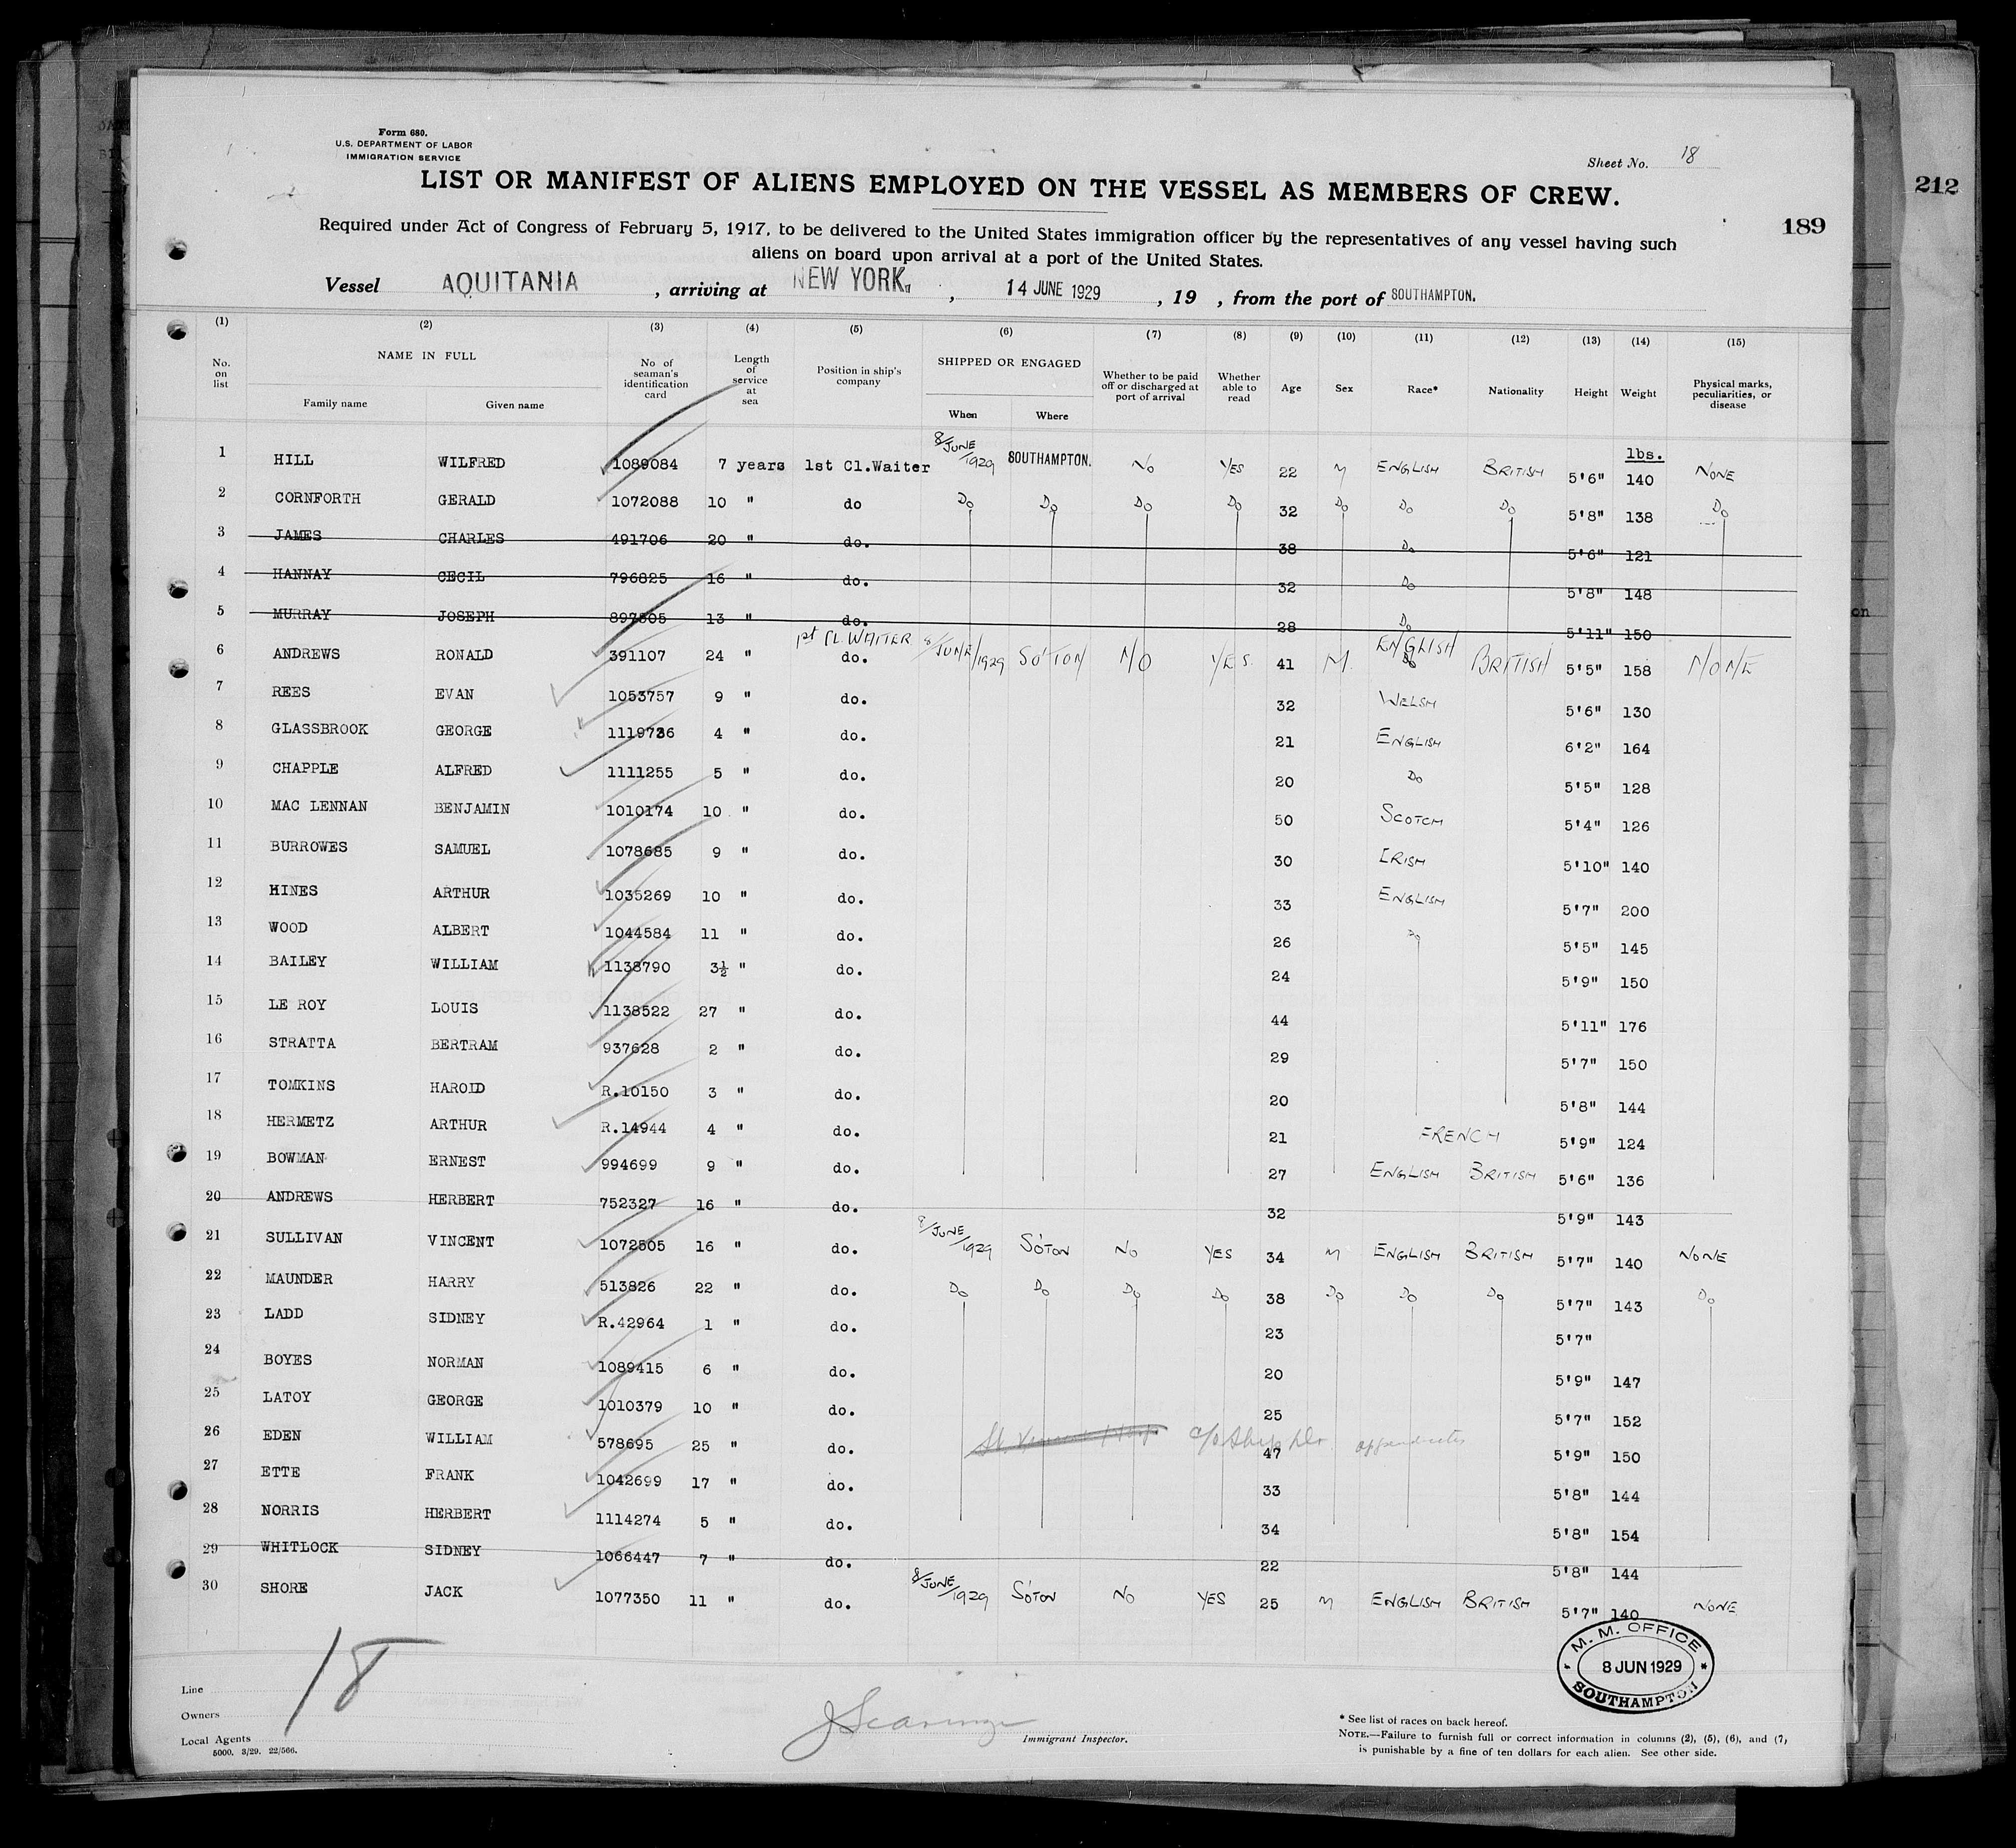 212
Form 680.
U.S. DEPARTMENT OF LABOR
IMMIGRATION SERVICE
Sheet No. 18
LIST OR MANIFEST OF ALIENS EMPLOYED ON THE VESSEL AS MEMBERS OF CREW.
189
Required under Act of Congress of February 5, 1917, to be delivered to the United States immigration officer by the representatives of any vessel having such
aliens on board upon arrival at a port of the United States.
Vessel AQUITANIA , arriving at NEW YORK. , 14 JUNE 1929 , 19 , from the port of SOUTHAMPTON.
(1) (2) (3) (4) (5) (6) (7) (8) (9) (10) (11) (12) (13) (14) (15)
No. on list NAME IN FULL Family name Given name No of seaman's identification card Length of service at sea Position in ship's company SHIPPED OR ENGAGED When Where Whether to be paid off or discharged at port of arrival Whether able to read Age Sex Race* Nationality Height Weight Physical marks, peculiarities, or disease
1 HILL WILFRED 1089084 7 years 1st Cl.Waiter 8/JUNE/1929 SOUTHAMPTON. NO YES 22 M ENGLISH BRITISH 5'6" lbs. 140 NONE
2 CORNFORTH GERALD 1072088 10 " do DO DO DO DO 32 DO DO DO 5'8" 138 DO
3 JAMES CHARLES 491706 20 " do. 38 DO 5'6" 121
4 HANNAY CECIL 796825 16 " do. 32 DO 5'8" 148
5 MURRAY JOSEPH 897505 13 " do. 28 DO 5'11" 150
6 ANDREWS RONALD 391107 24 " 1st CL. WAITER do. 8/JUNE/1929 SO'TON NO YES. 41 M. ENGLISH DO BRITISH 5'5" 158 NONE
7 REES EVAN 1053757 9 " do. 32 WELSH 5'6" 130
8 GLASSBROOK GEORGE 1119736 4 " do. 21 ENGLISH 6'2" 164
9 CHAPPLE ALFRED 1111255 5 " do. 20 DO 5'5" 128
10 MAC LENNAN BENJAMIN 1010174 10 " do. 50 SCOTCH 5'4" 126
11 BURROWES SAMUEL 1078685 9 " do. 30 IRISH 5'10" 140
12 HINES ARTHUR 1035269 10 " do. 33 ENGLISH 5'7" 200
13 WOOD ALBERT 1044584 11 " do. 26 DO 5'5" 145
14 BAILEY WILLIAM 1138790 3½ " do. 24 5'9" 150
15 LE ROY LOUIS 1138522 27 " do. 44 5'11" 176
16 STRATTA BERTRAM 937628 2 " do. 29 5'7" 150
17 TOMKINS HAROLD R.10150 3 " do. 20 5'8" 144
18 HERMETZ ARTHUR R.14944 4 " do. 21 FRENCH 5'9" 124
19 BOWMAN ERNEST 994699 9 " do. 27 ENGLISH BRITISH 5'6" 136
20 ANDREWS HERBERT 752327 16 " do. 32 5'9" 143
21 SULLIVAN VINCENT 1072505 16 " do. 8/JUNE/1929 SO'TON NO YES 34 M ENGLISH BRITISH 5'7" 140 NONE
22 MAUNDER HARRY 513826 22 " do. DO DO DO DO 38 DO DO DO 5'7" 143 DO
23 LADD SIDNEY R.42964 1 " do. 23 5'7"
24 BOYES NORMAN 1089415 6 " do. 20 5'9" 147
25 LATOY GEORGE 1010379 10 " do. 25 5'7" 152
26 EDEN WILLIAM 578695 25 " do. c/o Ship Dr 47 appendicitis 5'9" 150
27 ETTE FRANK 1042699 17 " do. 33 5'8" 144
28 NORRIS HERBERT 1114274 5 " do. 34 5'8" 154
29 WHITLOCK SIDNEY 1066447 7 " do. 22 5'8" 144
30 SHORE JACK 1077350 11 " do. 8/JUNE/1929 SO'TON NO YES 25 M ENGLISH BRITISH 5'7" 140 NONE
M. M. OFFICE
8 JUN 1929
SOUTHAMPTON
18
Line
Owners
Local Agents
5000. 3/29. 22/566.
Immigrant Inspector.
* See list of races on back hereof.
NOTE.—Failure to furnish full or correct information in columns (2), (5), (6), and (7,
is punishable by a fine of ten dollars for each alien. See other side.